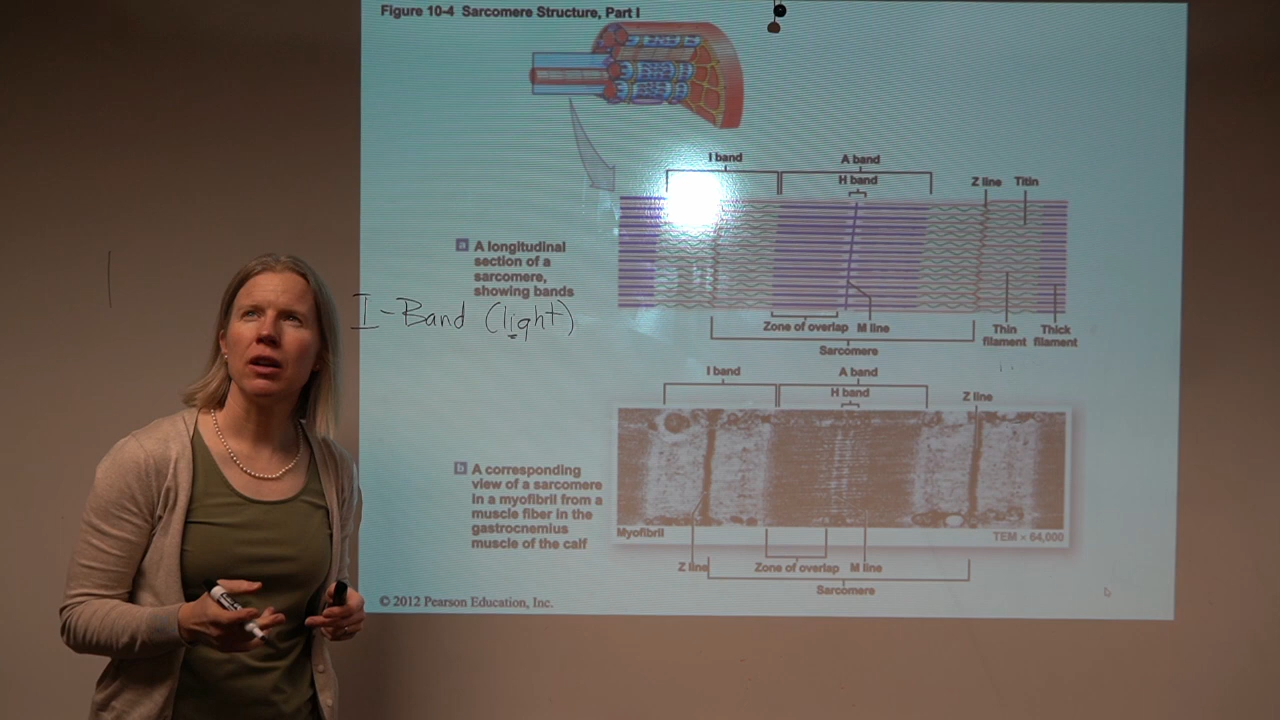 Figure 10-4 Sarcomere Structure, Part I
I band
A band
H band
Z line
Titin
a A longitudinal
section of a
sarcomere,
showing bands
I-Band (light)
Zone of overlap
M line
Thin
filament
Thick
filament
Sarcomere
I band
A band
H band
Z line
b A corresponding
view of a sarcomere
in a myofibril from a
muscle fiber in the
gastrocnemius
muscle of the calf
Myofibril
TEM × 64,000
Z line
Zone of overlap
M line
Sarcomere
© 2012 Pearson Education, Inc.